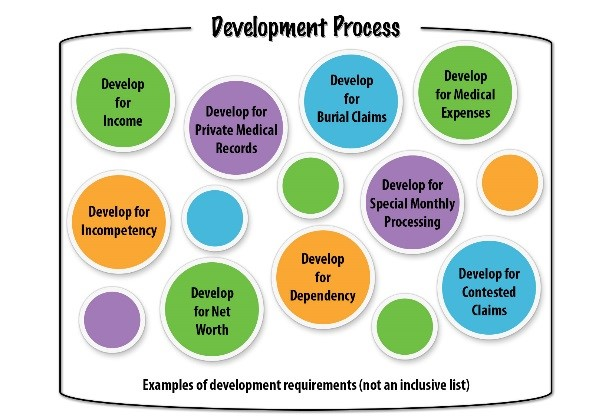 Development Process
Develop
for
Income
Develop for
Private Medical
Records
Develop
for
Burial Claims
Develop
for Medical
Expenses
Develop for
Incompetency
Develop for
Special Monthly
Processing
Develop
for Net
Worth
Develop
for
Dependency
Develop for
Contested
Claims
Examples of development requirements (not an inclusive list)